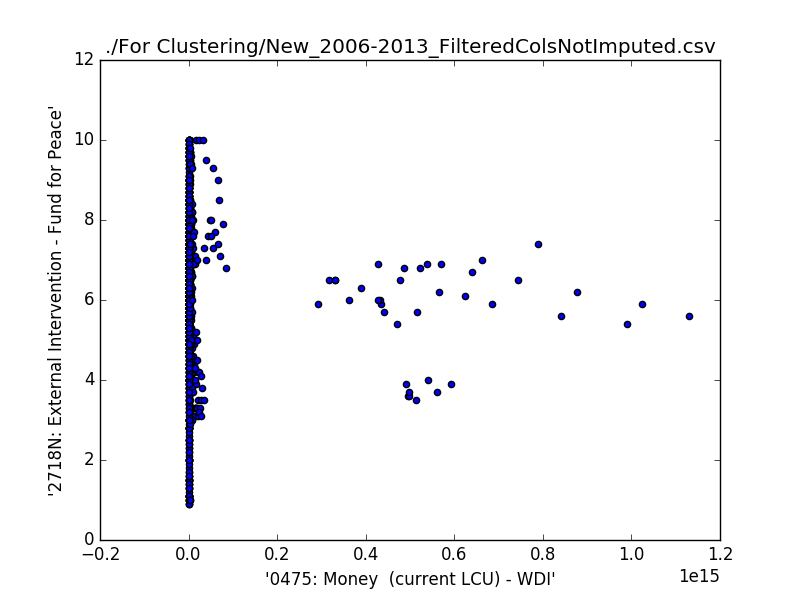 ./For Clustering/New_2006-2013_FilteredColsNotImputed.csv
12
10
8
6
4
2
0
'2718N: External Intervention - Fund for Peace'
−0.2 0.0 0.2 0.4 0.6 0.8 1.0 1.2
1e15
'0475: Money  (current LCU) - WDI'